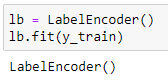 lb = LabelEncoder()
lb.fit(y_train)
LabelEncoder()